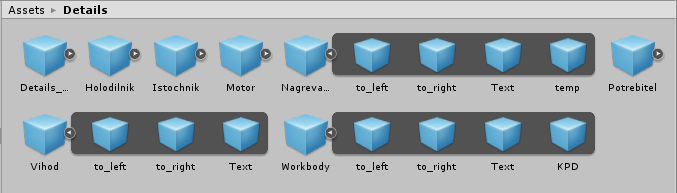 Assets ▸ Details
Details_... Holodilnik Istochnik Motor Nagreva... to_left to_right Text temp Potrebitel
Vihod to_left to_right Text Workbody to_left to_right Text KPD